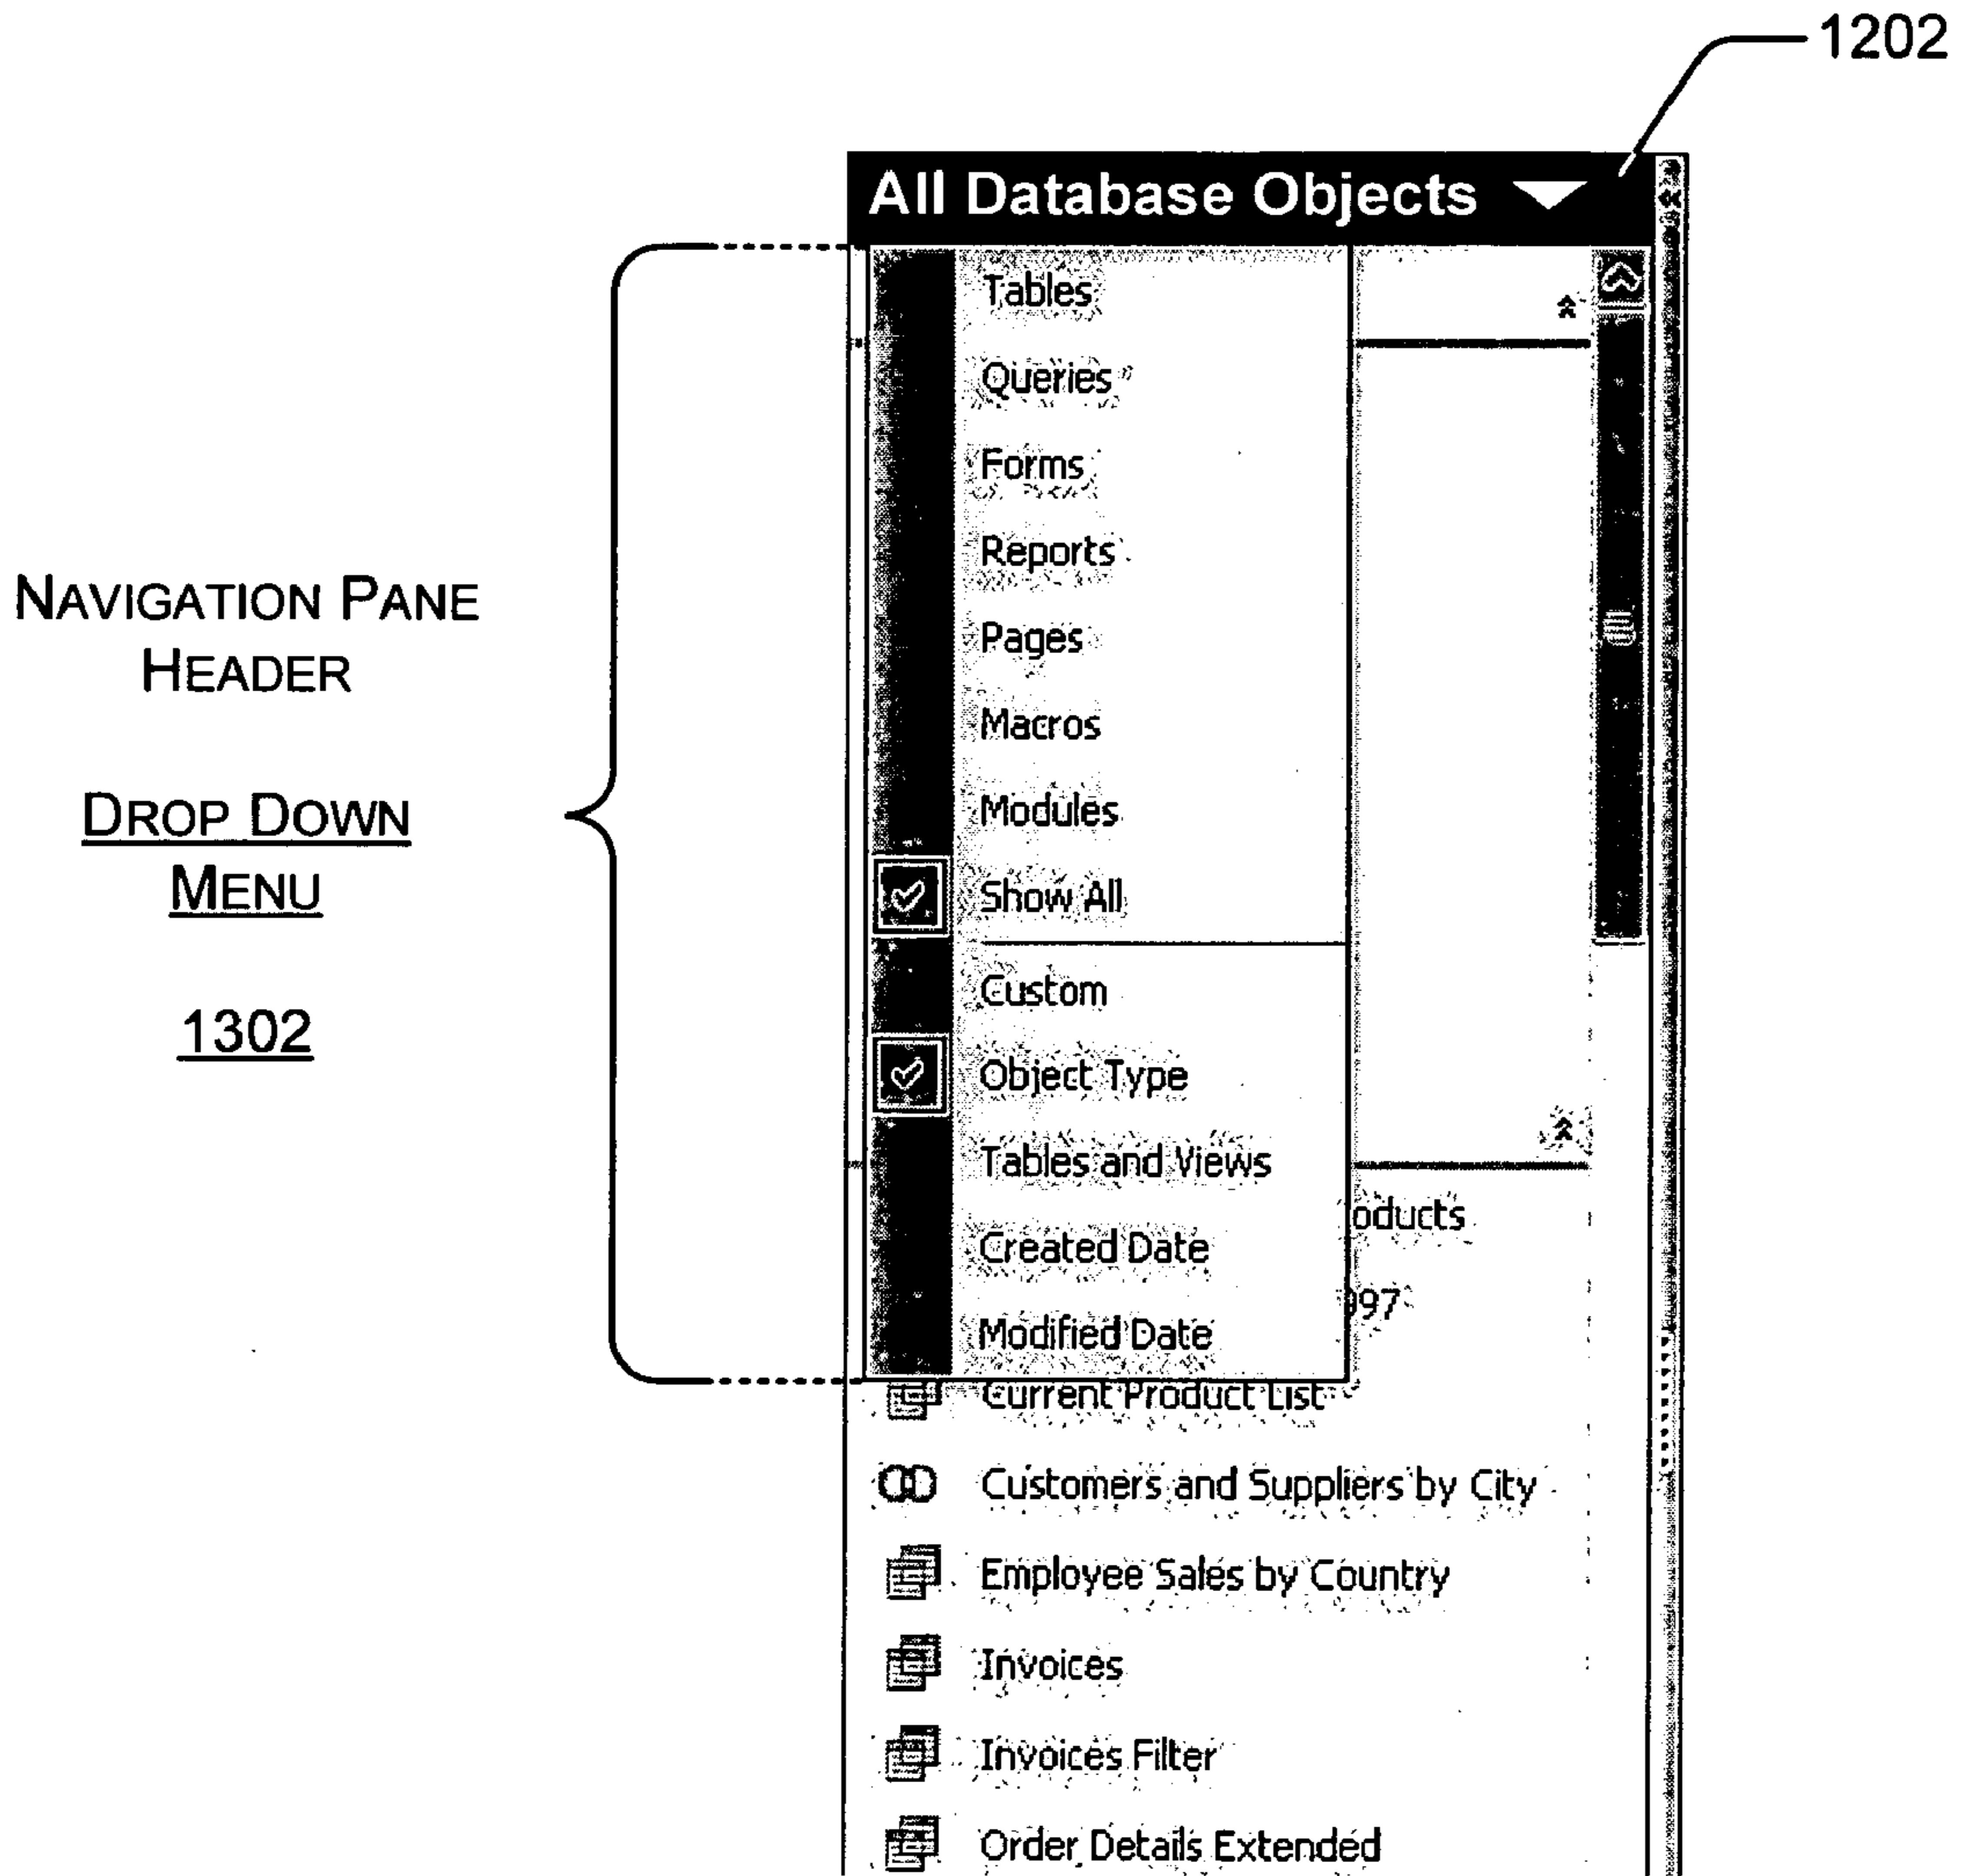 1202
All Database Objects
Tables
Queries
Forms
Reports
Pages
Macros
Modules
Show All
Custom
Object Type
Tables and Views
Created Date
Modified Date
NAVIGATION PANE
HEADER
DROP DOWN
MENU
1302
oducts
997
Current Product List
Customers and Suppliers by City
Employee Sales by Country
Invoices
Invoices Filter
Order Details Extended